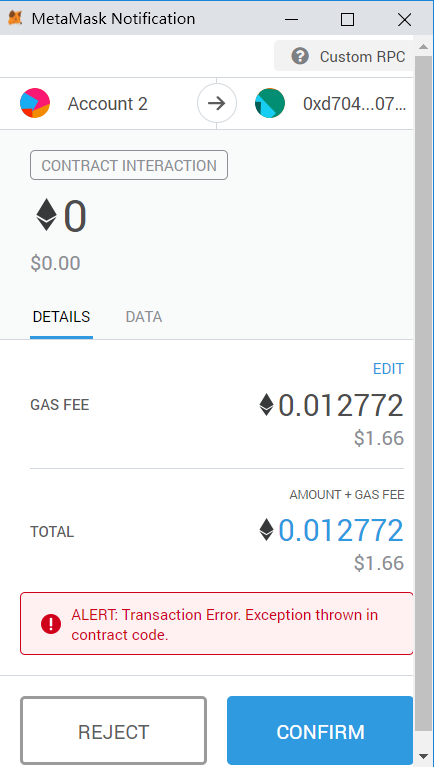 MetaMask Notification
Custom RPC
Account 2
0xd704...07...
CONTRACT INTERACTION
0
$0.00
DETAILS
DATA
EDIT
GAS FEE
0.012772
$1.66
AMOUNT + GAS FEE
TOTAL
0.012772
$1.66
ALERT: Transaction Error. Exception thrown in
contract code.
REJECT
CONFIRM